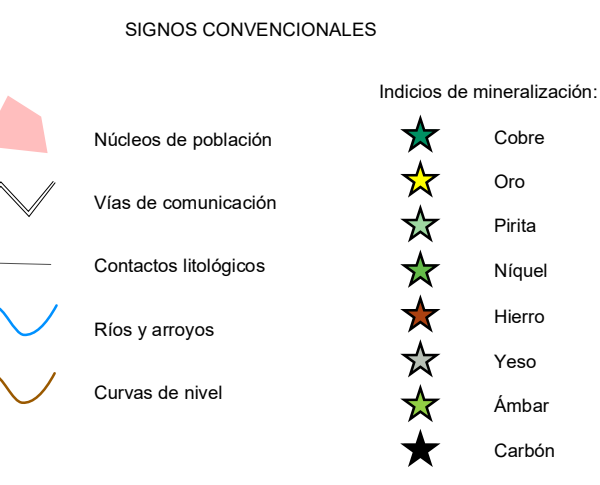 SIGNOS CONVENCIONALES
Núcleos de población
Vías de comunicación
Contactos litológicos
Ríos y arroyos
Curvas de nivel
Indicios de mineralización:
Cobre
Oro
Pirita
Níquel
Hierro
Yeso
Ámbar
Carbón